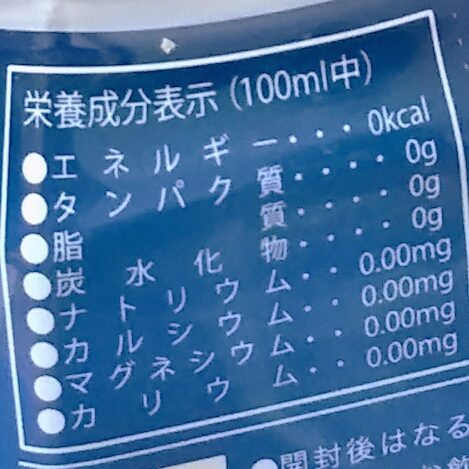 栄養成分表示 (100ml中)
●エネルギー・・・0kcal
●タンパク質・・・・0g
●脂質・・・・0g
●炭水化物・・・・0g
●ナトリウム・・0.00mg
●カルシウム・・0.00mg
●マグネシウム・・0.00mg
●カリウム・・0.00mg
●開封後はなる